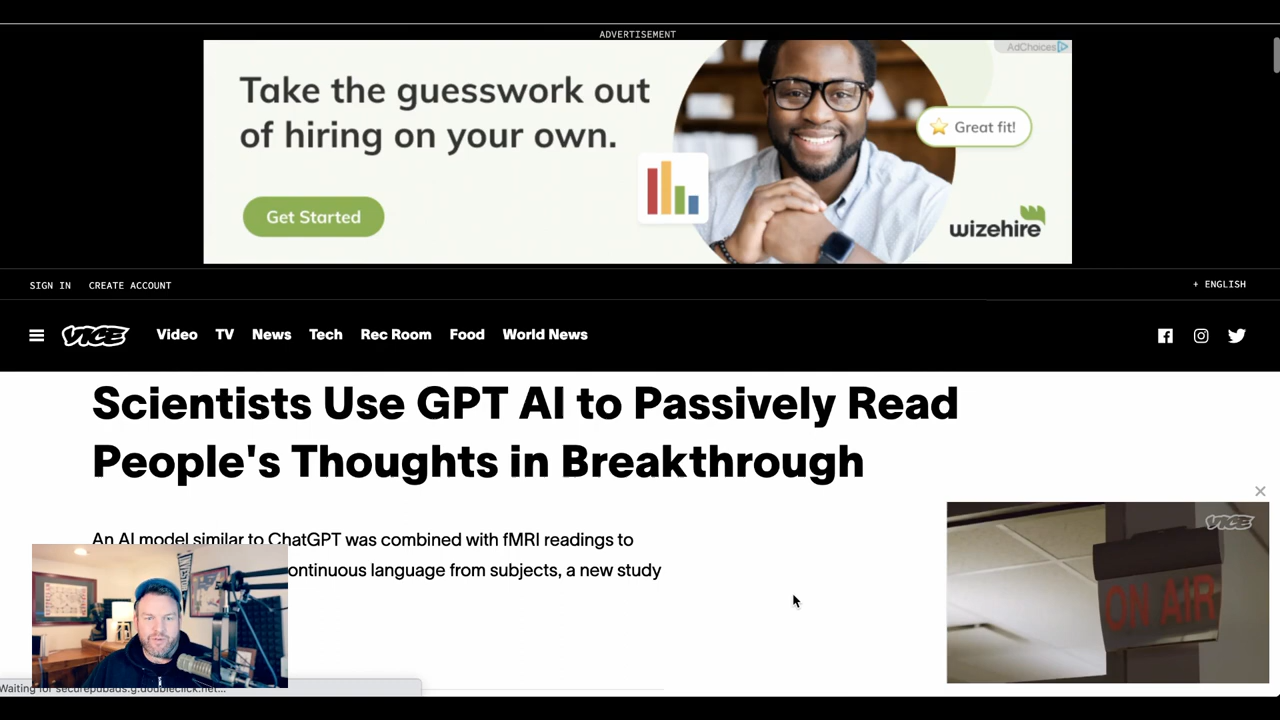 ADVERTISEMENT
AdChoices
Take the guesswork out
of hiring on your own.
Great fit!
Get Started
wizehire
SIGN IN CREATE ACCOUNT
+ ENGLISH
VICE Video TV News Tech Rec Room Food World News
Scientists Use GPT AI to Passively Read
People's Thoughts in Breakthrough
An AI model similar to ChatGPT was combined with fMRI readings to
ontinuous language from subjects, a new study
VICE
ON AIR
Waiting for securepubads.g.doubleclick.net...